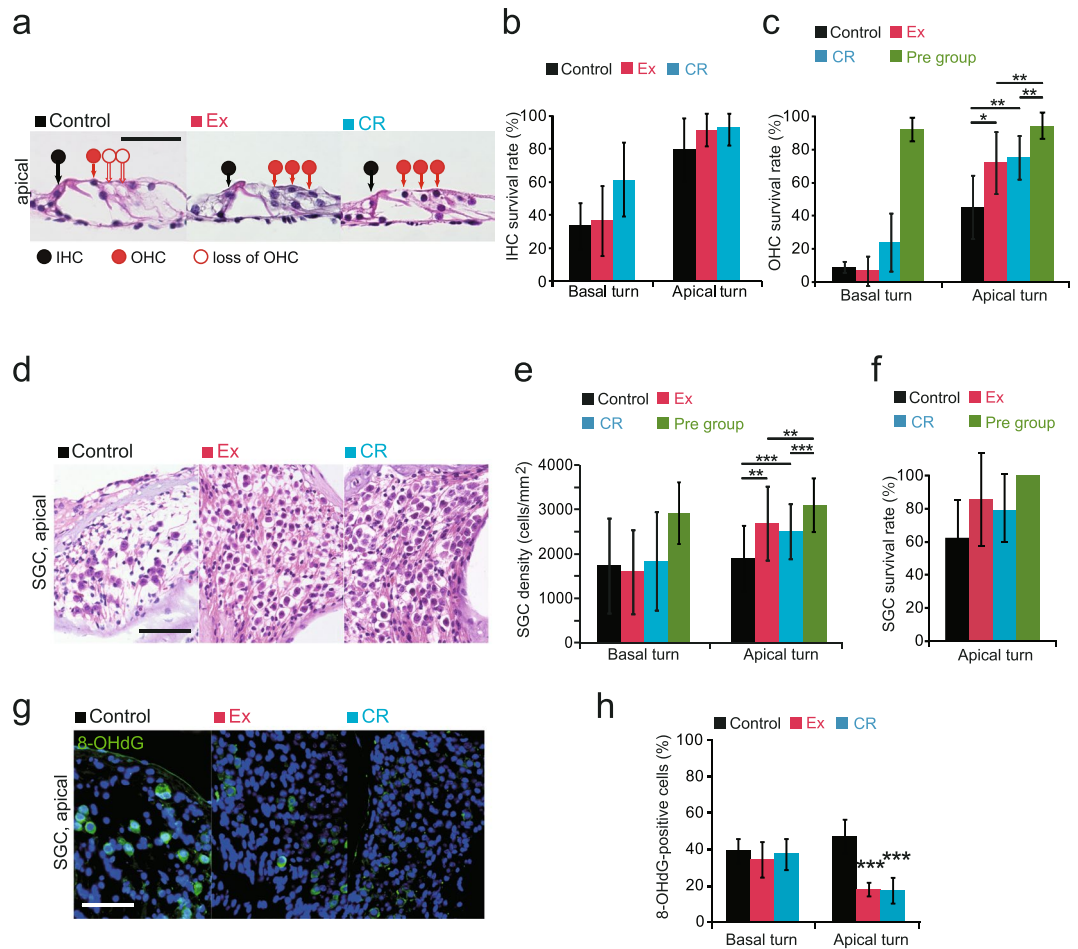 a
Control
Ex
CR
apical
IHC
OHC
loss of OHC
b
Control
Ex
CR
IHC survival rate (%)
100
80
60
40
20
0
Basal turn
Apical turn
c
Control
Ex
CR
Pre group
OHC survival rate (%)
100
80
60
40
20
0
**
**
**
*
Basal turn
Apical turn
d
Control
Ex
CR
SGC, apical
e
Control
Ex
CR
Pre group
SGC density (cells/mm²)
4000
3000
2000
1000
0
**
***
***
**
Basal turn
Apical turn
f
Control
Ex
CR
Pre group
SGC survival rate (%)
100
80
60
40
20
0
Apical turn
g
Control
Ex
CR
8-OHdG
SGC, apical
h
Control
Ex
CR
8-OHdG-positive cells (%)
100
80
60
40
20
0
***
***
Basal turn
Apical turn